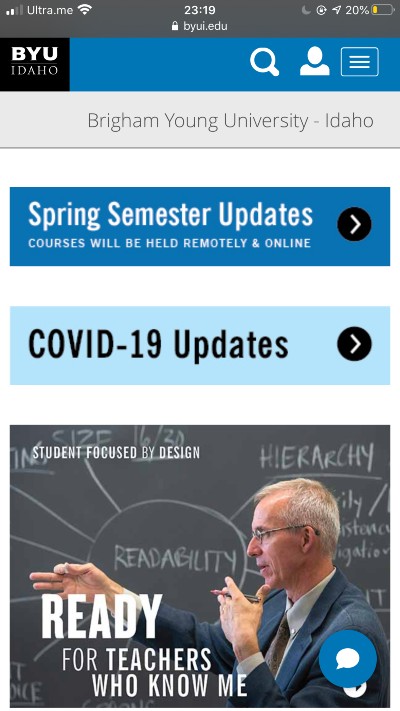 Ultra.me 23:19 20%
byui.edu
BYU
IDAHO
Brigham Young University - Idaho
Spring Semester Updates
COURSES WILL BE HELD REMOTELY & ONLINE
COVID-19 Updates
SIZE 16/30
STUDENT FOCUSED BY DESIGN
HIERARCHY
READABILITY
READY
FOR TEACHERS
WHO KNOW ME